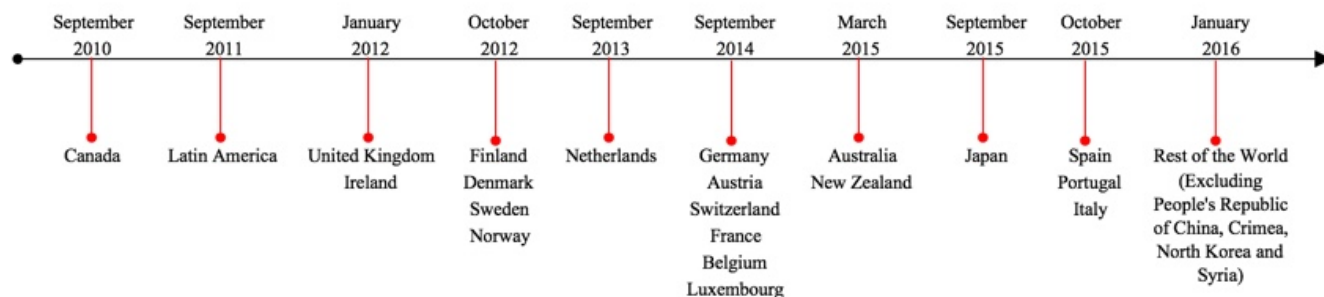 September
2010
September
2011
January
2012
October
2012
September
2013
September
2014
March
2015
September
2015
October
2015
January
2016
Canada
Latin America
United Kingdom
Ireland
Finland
Denmark
Sweden
Norway
Netherlands
Germany
Austria
Switzerland
France
Belgium
Luxembourg
Australia
New Zealand
Japan
Spain
Portugal
Italy
Rest of the World
(Excluding
People's Republic
of China, Crimea,
North Korea and
Syria)